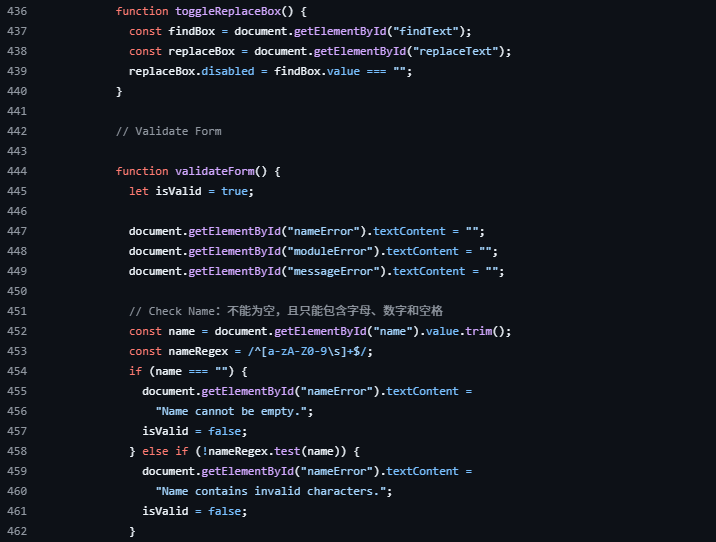 436 function toggleReplaceBox() {
437 const findBox = document.getElementById("findText");
438 const replaceBox = document.getElementById("replaceText");
439 replaceBox.disabled = findBox.value === "";
440 }
441
442 // Validate Form
443
444 function validateForm() {
445 let isValid = true;
446
447 document.getElementById("nameError").textContent = "";
448 document.getElementById("moduleError").textContent = "";
449 document.getElementById("messageError").textContent = "";
450
451 // Check Name：不能为空，且只能包含字母、数字和空格
452 const name = document.getElementById("name").value.trim();
453 const nameRegex = /^[a-zA-Z0-9\s]+$/;
454 if (name === "") {
455 document.getElementById("nameError").textContent =
456 "Name cannot be empty.";
457 isValid = false;
458 } else if (!nameRegex.test(name)) {
459 document.getElementById("nameError").textContent =
460 "Name contains invalid characters.";
461 isValid = false;
462 }